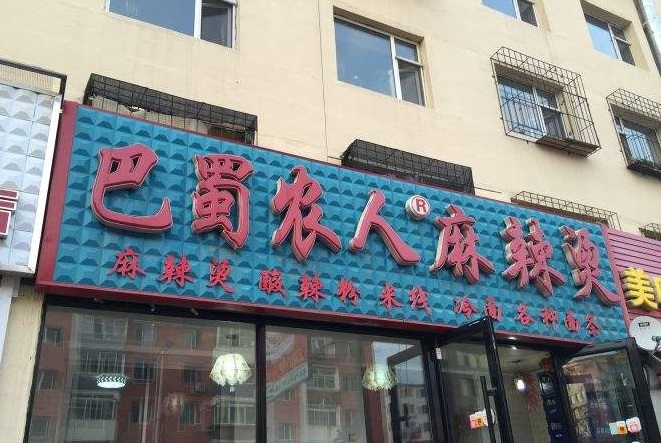 巴蜀农人®麻辣烫
麻辣烫 酸辣粉 米线 冷面 各种面条
美